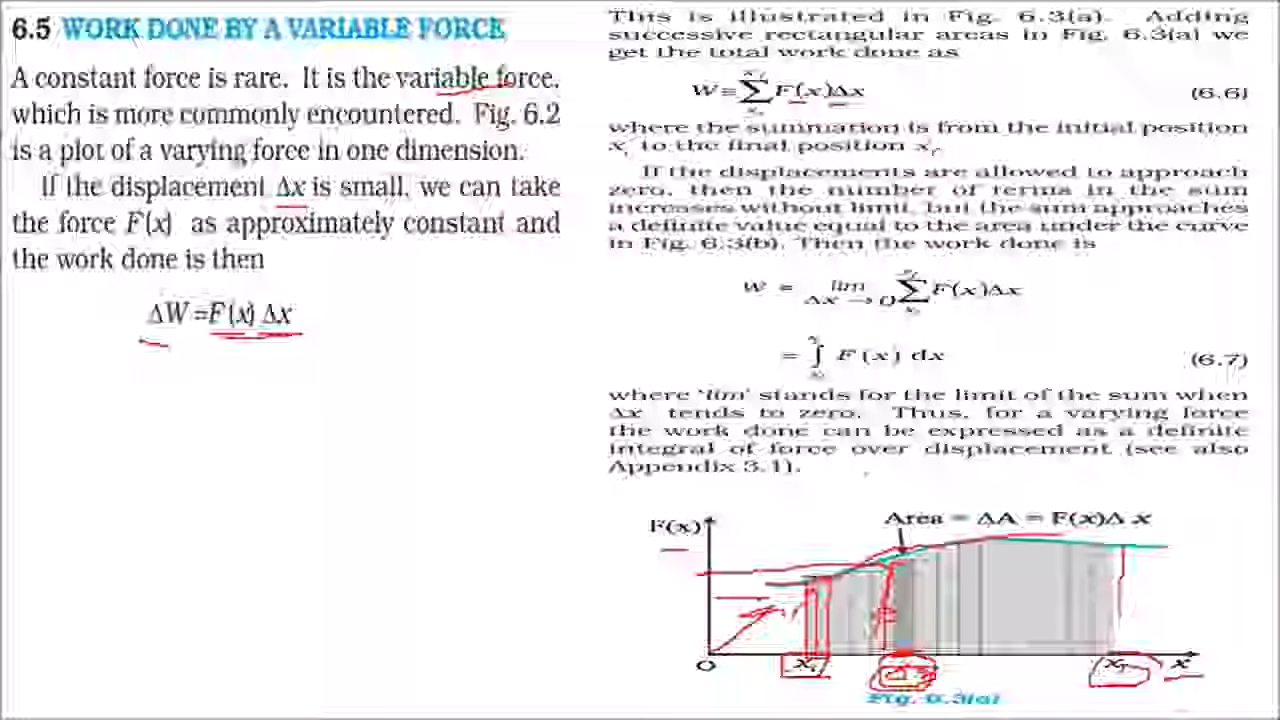 6.5 WORK DONE BY A VARIABLE FORCE
A constant force is rare. It is the variable force,
which is more commonly encountered. Fig. 6.2
is a plot of a varying force in one dimension.
If the displacement Δx is small, we can take
the force F(x) as approximately constant and
the work done is then
ΔW =F(x) Δx
This is illustrated in Fig. 6.3(a). Adding
successive rectangular areas in Fig. 6.3(a) we
get the total work done as
W ≅ ∑ F(x)Δx (6.6)
where the summation is from the initial position
xᵢ to the final position x_f.
If the displacements are allowed to approach
zero, then the number of terms in the sum
increases without limit, but the sum approaches
a definite value equal to the area under the curve
in Fig. 6.3(b). Then the work done is
W = lim Δx → 0 ∑ F(x)Δx
= ∫ F(x) dx (6.7)
where 'lim' stands for the limit of the sum when
Δx tends to zero. Thus, for a varying force
the work done can be expressed as a definite
integral of force over displacement (see also
Appendix 3.1).
Area = ΔA = F(x)Δ x
F(x)
O xᵢ x_f x
Fig. 6.3(a)